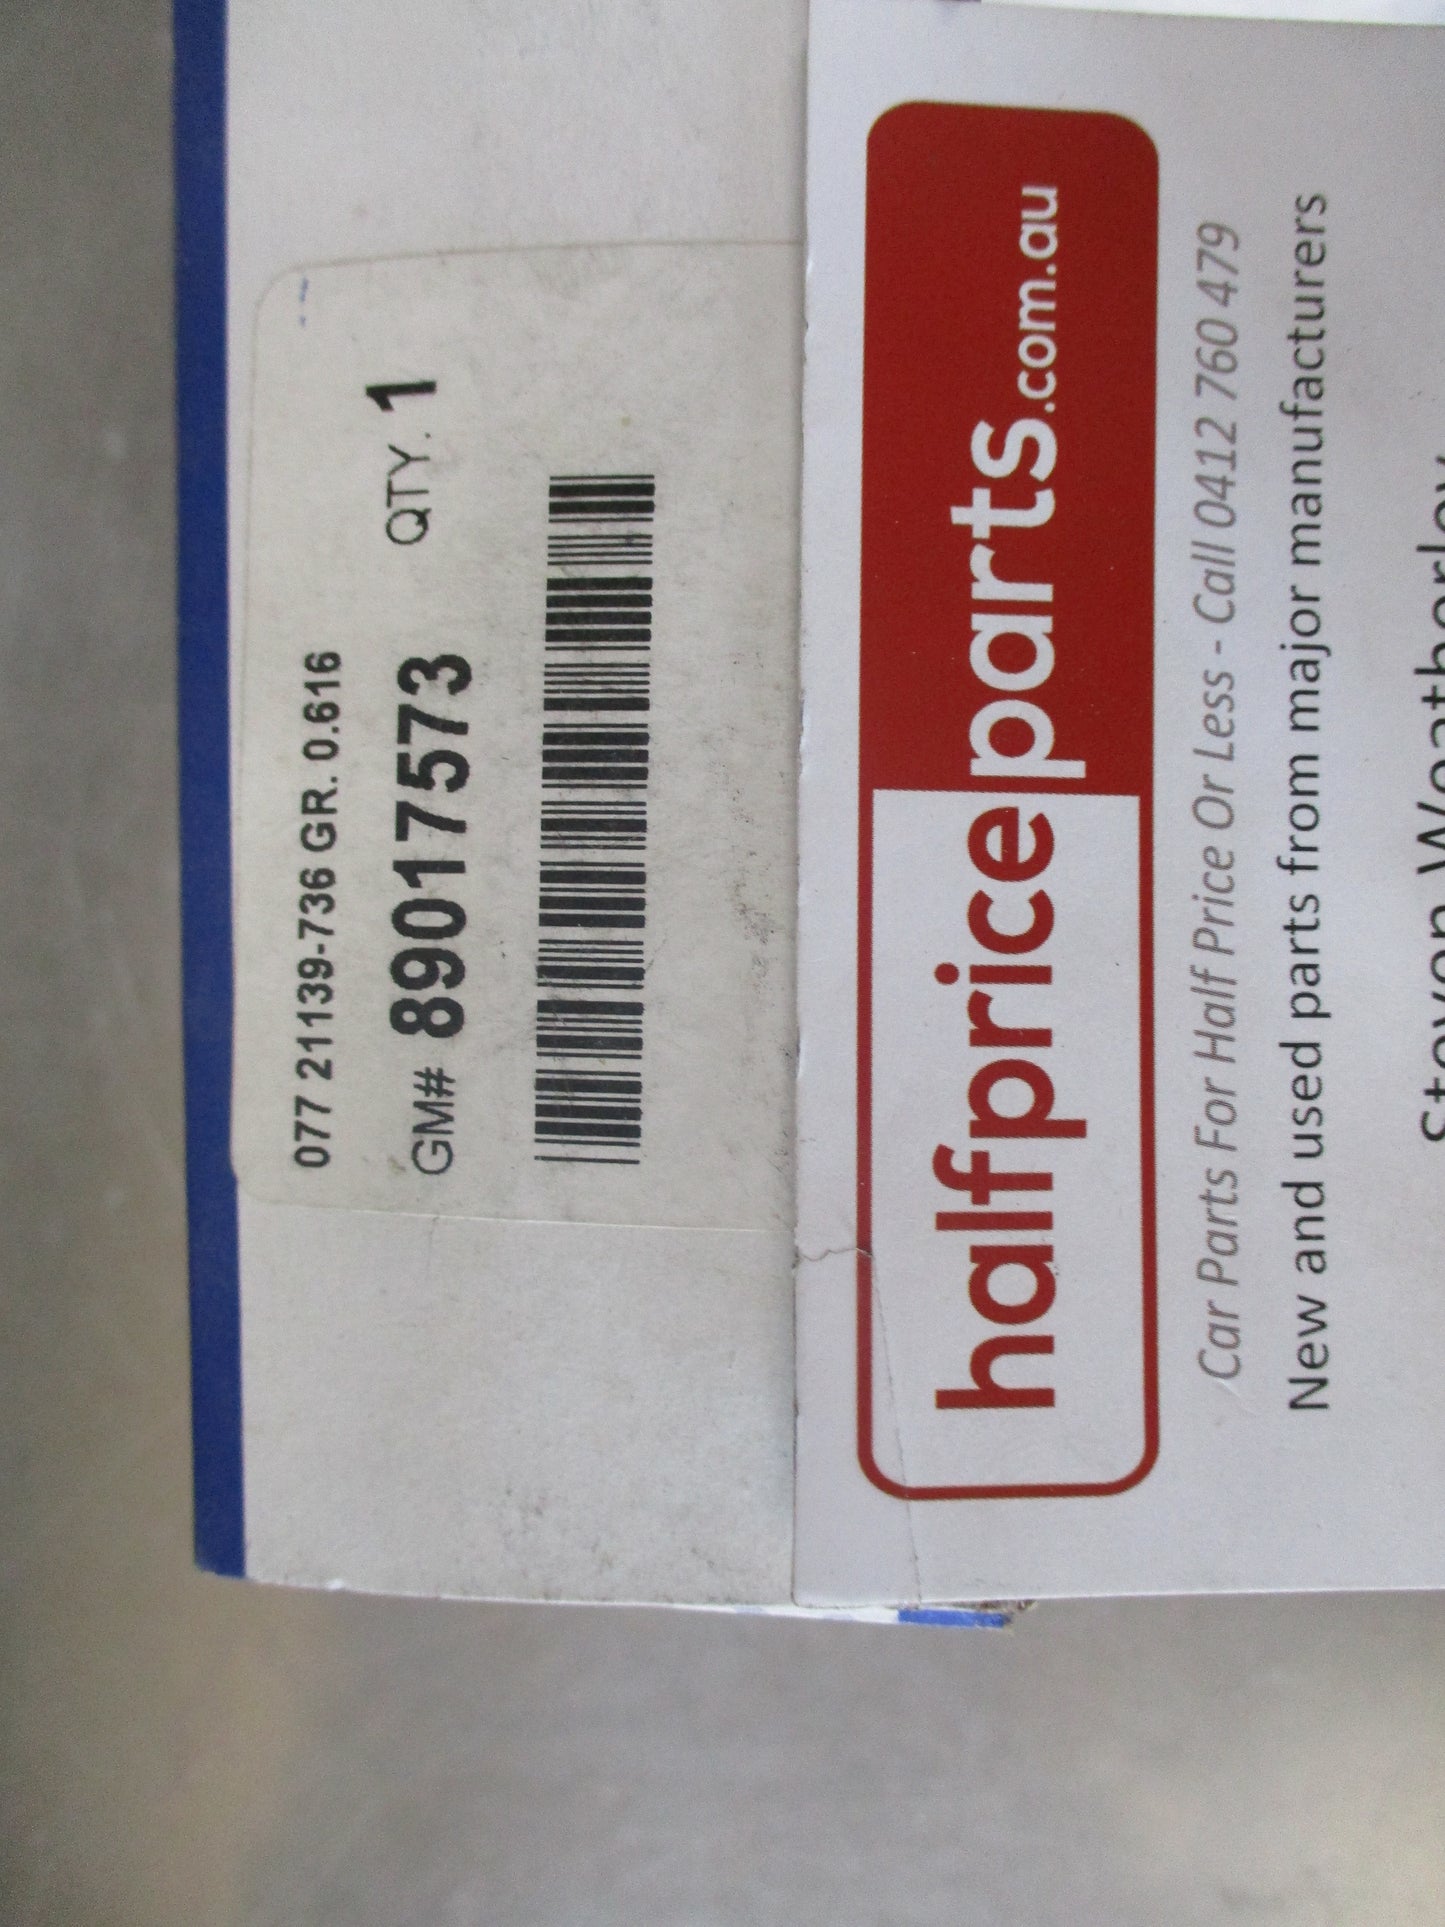 077 21139-736 GR. 0.616
GM# 89017573 QTY. 1
halfpriceparts.com.au
Car Parts For Half Price Or Less - Call 0412 760 479
New and used parts from major manufacturers